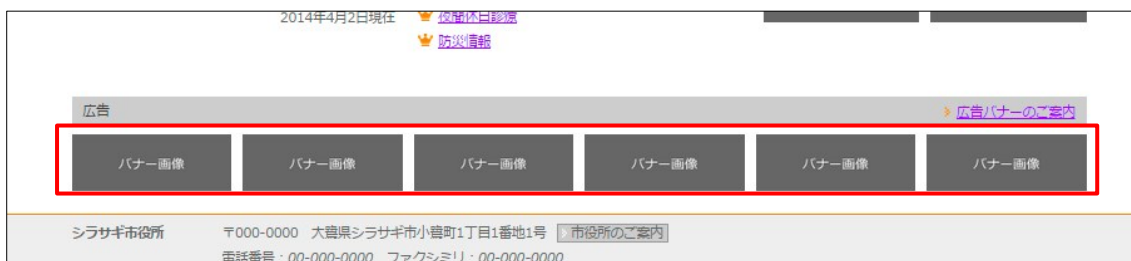 2014年4月2日現在 夜間休日診療
防災情報
広告 広告バナーのご案内
バナー画像 バナー画像 バナー画像 バナー画像 バナー画像 バナー画像
シラサギ市役所 〒000-0000 大鷺県シラサギ市小鷺町1丁目1番地1号 市役所のご案内
電話番号：00-000-0000 ファクシミリ：00-000-0000